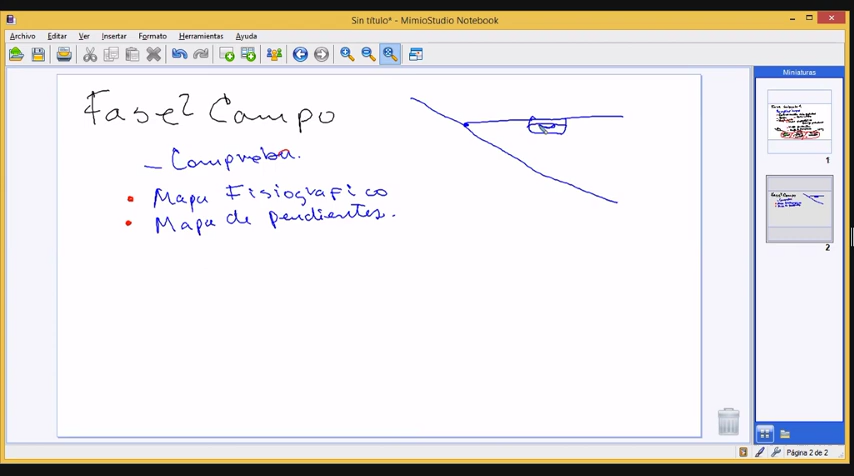 Sin título* - MimioStudio Notebook
Archivo Editar Ver Insertar Formato Herramientas Ayuda
Miniaturas
Fase 2 Campo
- Comprueba.
• Mapa Fisiografico
• Mapa de pendientes.
1
2
Página 2 de 2